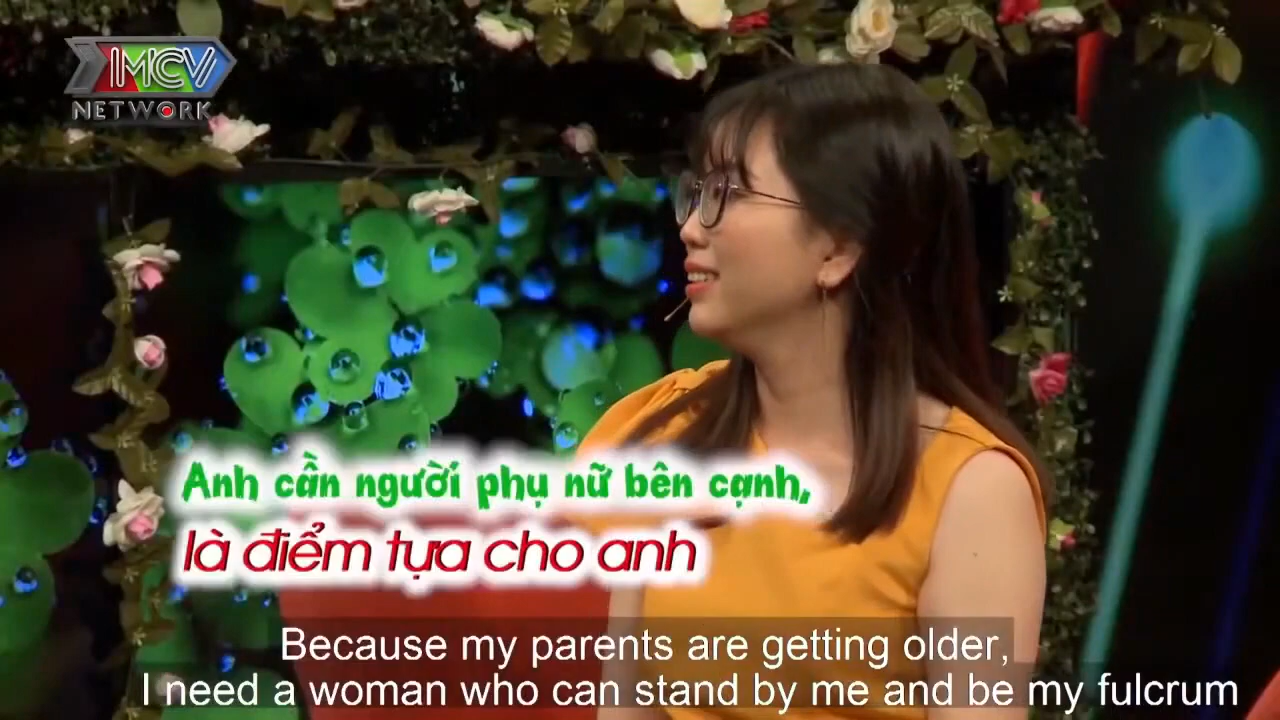 MCV
NETWORK
Anh cần người phụ nữ bên cạnh,
là điểm tựa cho anh
Because my parents are getting older,
I need a woman who can stand by me and be my fulcrum